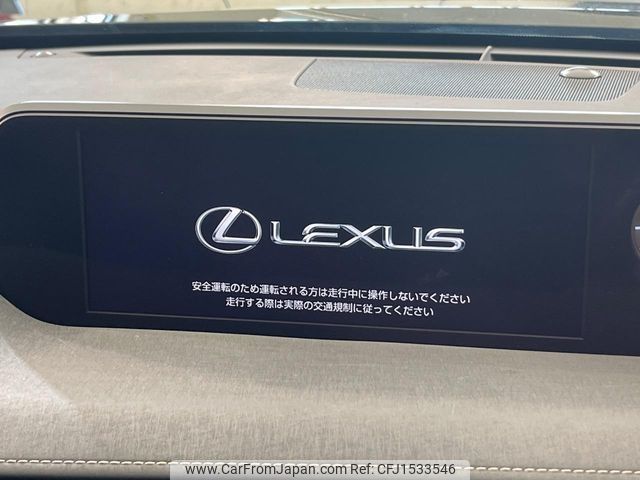 LEXUS
安全運転のため運転される方は走行中に操作しないでください
走行する際は実際の交通規制に従ってください
www.CarFromJapan.com - Ref: CFJ1533546